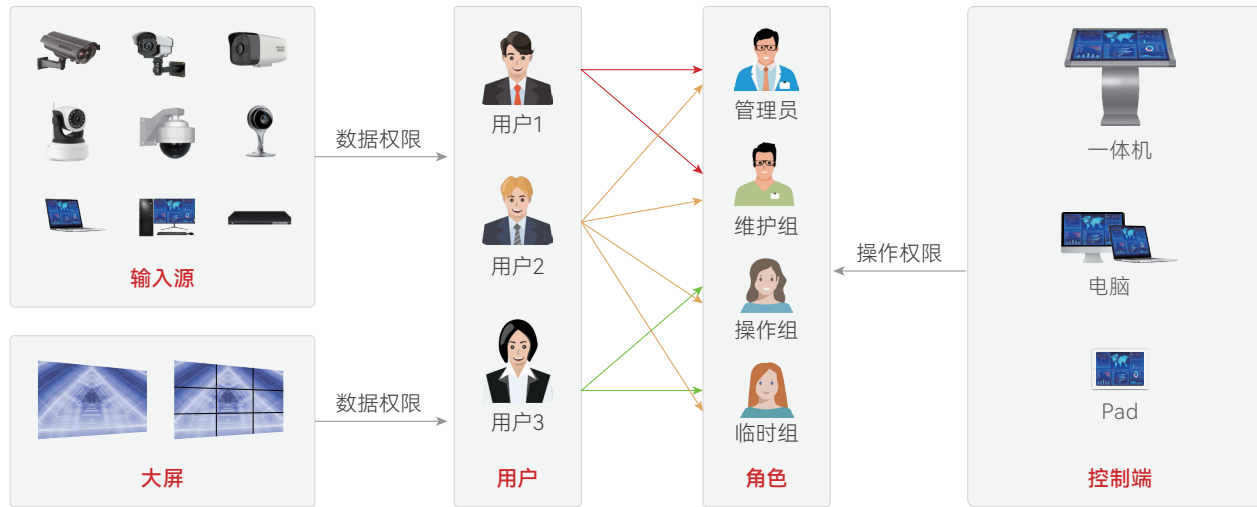 输入源
大屏
数据权限
数据权限
用户1
用户2
用户3
用户
管理员
维护组
操作组
临时组
角色
操作权限
一体机
电脑
Pad
控制端